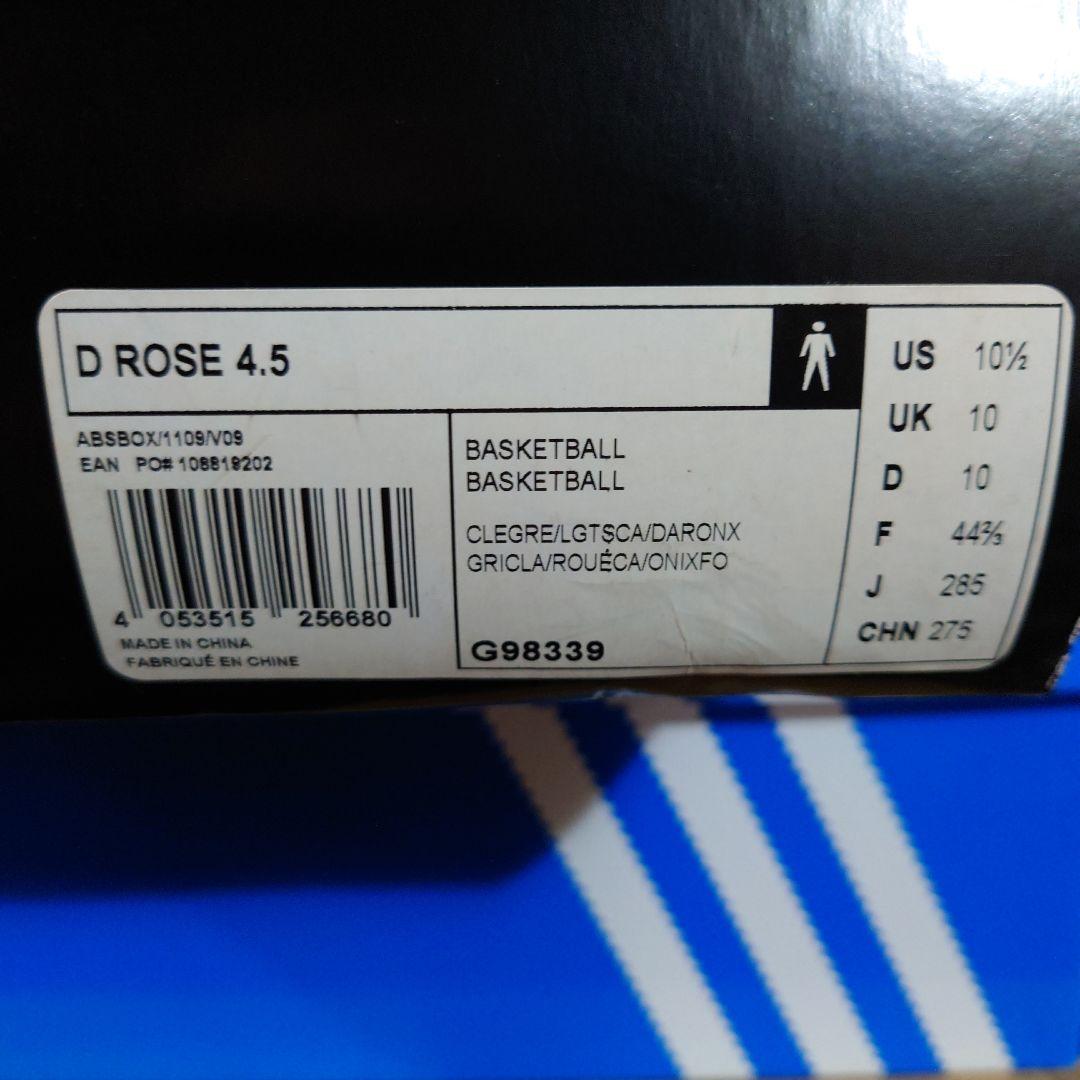 D ROSE 4.5
ABSBOX/1109/V09
EAN PO# 108819202
4 053515 256680
MADE IN CHINA
FABRIQUÉ EN CHINE
BASKETBALL
BASKETBALL
CLEGRE/LGTSCA/DARONX
GRICLA/ROUÉCA/ONIXFO
G98339
US 10½
UK 10
D 10
F 44⅔
J 285
CHN 275